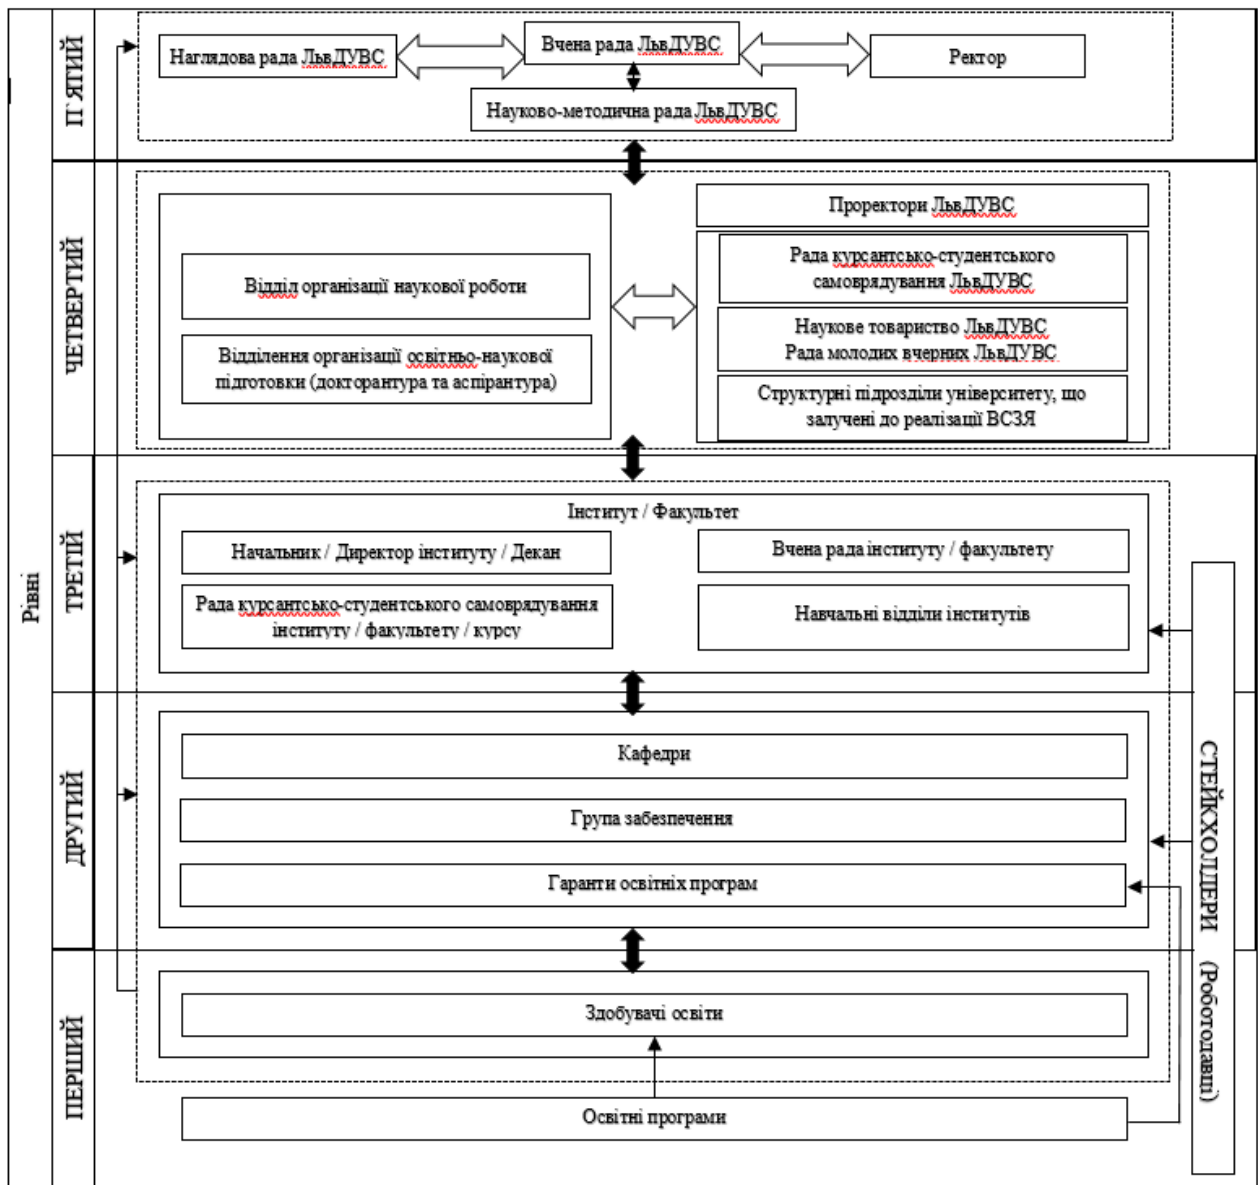 Рівні
П`ЯТИЙ
Наглядова рада ЛьвДУВС
Вчена рада ЛьвДУВС
Ректор
Науково-методична рада ЛьвДУВС
ЧЕТВЕРТИЙ
Відділ організації наукової роботи
Відділення організації освітньо-наукової
підготовки (докторантура та аспірантура)
Проректори ЛьвДУВС
Рада курсантсько-студентського
самоврядування ЛьвДУВС
Наукове товариство ЛьвДУВС
Рада молодих вчерних ЛьвДУВС
Структурні підрозділи університету, що
залучені до реалізації ВСЗЯ
ТРЕТІЙ
Інститут / Факультет
Начальник / Директор інституту / Декан
Вчена рада інституту / факультету
Рада курсантсько-студентського самоврядування
інституту / факультету / курсу
Навчальні відділи інститутів
ДРУГИЙ
Кафедри
Група забезпечення
Гаранти освітніх програм
ПЕРШИЙ
Здобувачі освіти
Освітні програми
СТЕЙКХОЛДЕРИ (Роботодавці)